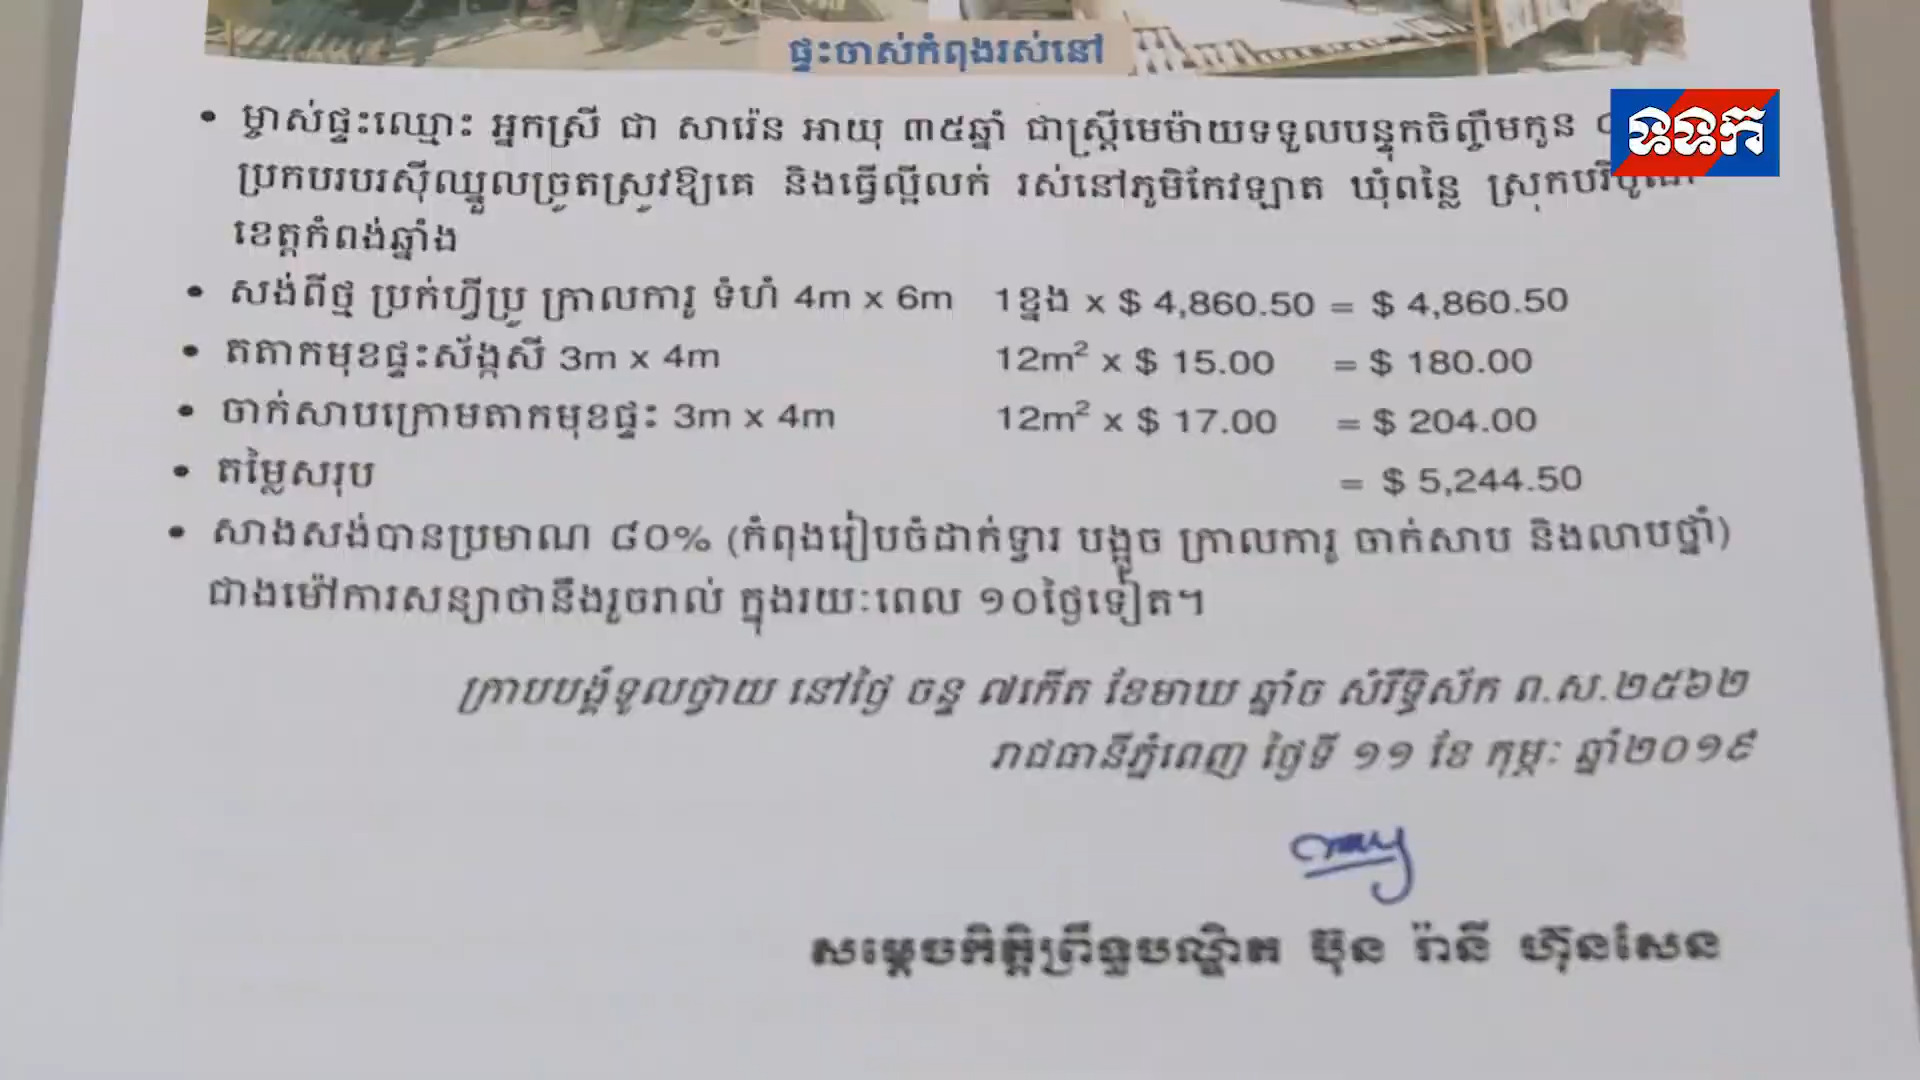 ផ្ទះចាស់កំពុងរស់នៅ
ទទក
• ម្ចាស់ផ្ទះឈ្មោះ អ្នកស្រី ជា សារ៉េន អាយុ ៣៥ឆ្នាំ ជាស្ត្រីមេម៉ាយទទួលបន្ទុកចិញ្ចឹមកូន
ប្រកបរបរស៊ីឈ្នួលច្រូតស្រូវឱ្យគេ និងធ្វើល្អីលក់ រស់នៅភូមិកែវឡាត ឃុំពន្លៃ ស្រុកបរិបូណ៌
ខេត្តកំពង់ឆ្នាំង
• សង់ពីថ្ម ប្រក់ហ្វីប្រូ ក្រាលការូ ទំហំ 4m x 6m 1ខ្នង x $ 4,860.50 = $ 4,860.50
• តតាកមុខផ្ទះស័ង្កសី 3m x 4m 12m² x $ 15.00 = $ 180.00
• ចាក់សាបក្រោមតាកមុខផ្ទះ 3m x 4m 12m² x $ 17.00 = $ 204.00
• តម្លៃសរុប = $ 5,244.50
• សាងសង់បានប្រមាណ ៨០% (កំពុងរៀបចំដាក់ទ្វារ បង្អួច ក្រាលការូ ចាក់សាប និងលាបថ្នាំ)
ជាងម៉ៅការសន្យាថានឹងរួចរាល់ ក្នុងរយៈពេល ១០ថ្ងៃទៀត។
ក្រាបបង្គំទូលថ្វាយ នៅថ្ងៃ ចន្ទ ៧កើត ខែមាឃ ឆ្នាំច សំរឹទ្ធិស័ក ព.ស.២៥៦២
រាជធានីភ្នំពេញ ថ្ងៃទី ១១ ខែ កុម្ភៈ ឆ្នាំ២០១៩
សម្តេចកិត្តិព្រឹទ្ធបណ្ឌិត ប៊ុន រ៉ានី ហ៊ុនសែន